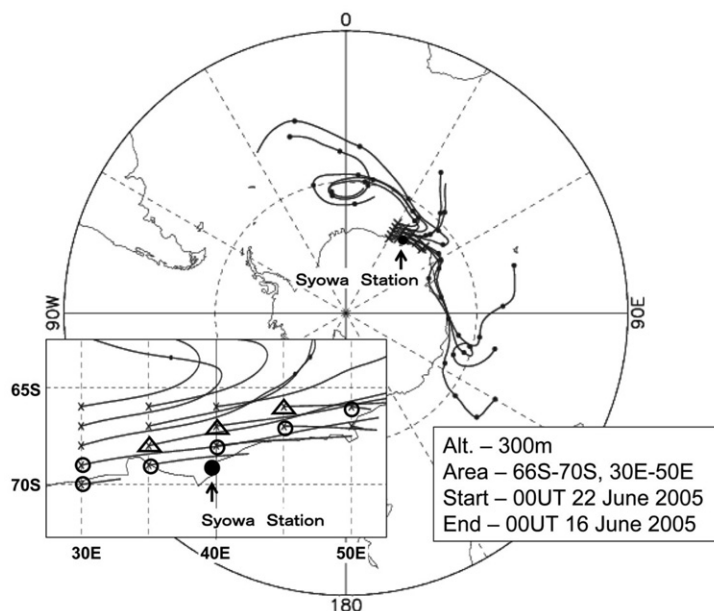 0
Syowa Station
90W
90E
65S
70S
Syowa Station
30E
40E
50E
Alt. – 300m
Area – 66S-70S, 30E-50E
Start – 00UT 22 June 2005
End – 00UT 16 June 2005
180